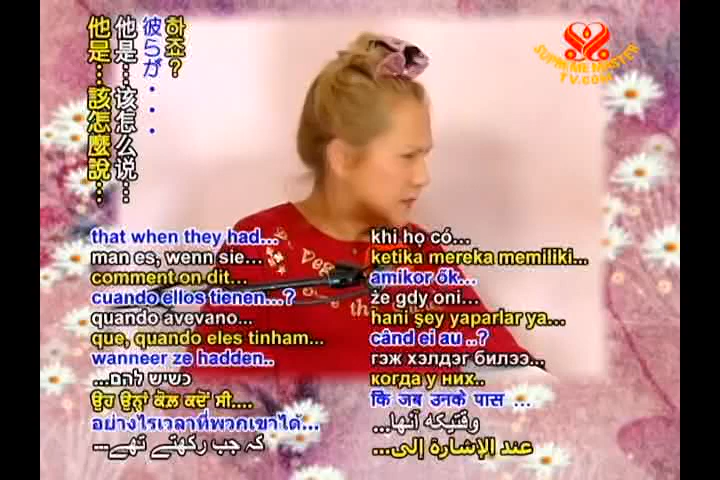 하죠?
彼らが・・・
他是…该怎么说…
他是…該怎麼說…
SUPREME MASTER
TV.COM
that when they had...
man es, wenn sie...
comment on dit...
cuando ellos tienen...?
quando avevano...
que, quando eles tinham...
wanneer ze hadden..
כשיש להם...
ਉਹ ਉਨ੍ਹਾਂ ਕੋਲ ਕਦੋਂ ਸੀ....
อย่างไรเวลาที่พวกเขาได้...
کہ جب رکھتے تھے...
khi họ có...
ketika mereka memiliki...
amikor ők...
że gdy oni...
hani şey yaparlar ya...
când ei au ..?
гэж хэлдэг билээ...
когда у них..
कि जब उनके पास ...
وقتیکه آنها...
عند الإشارة إلى...